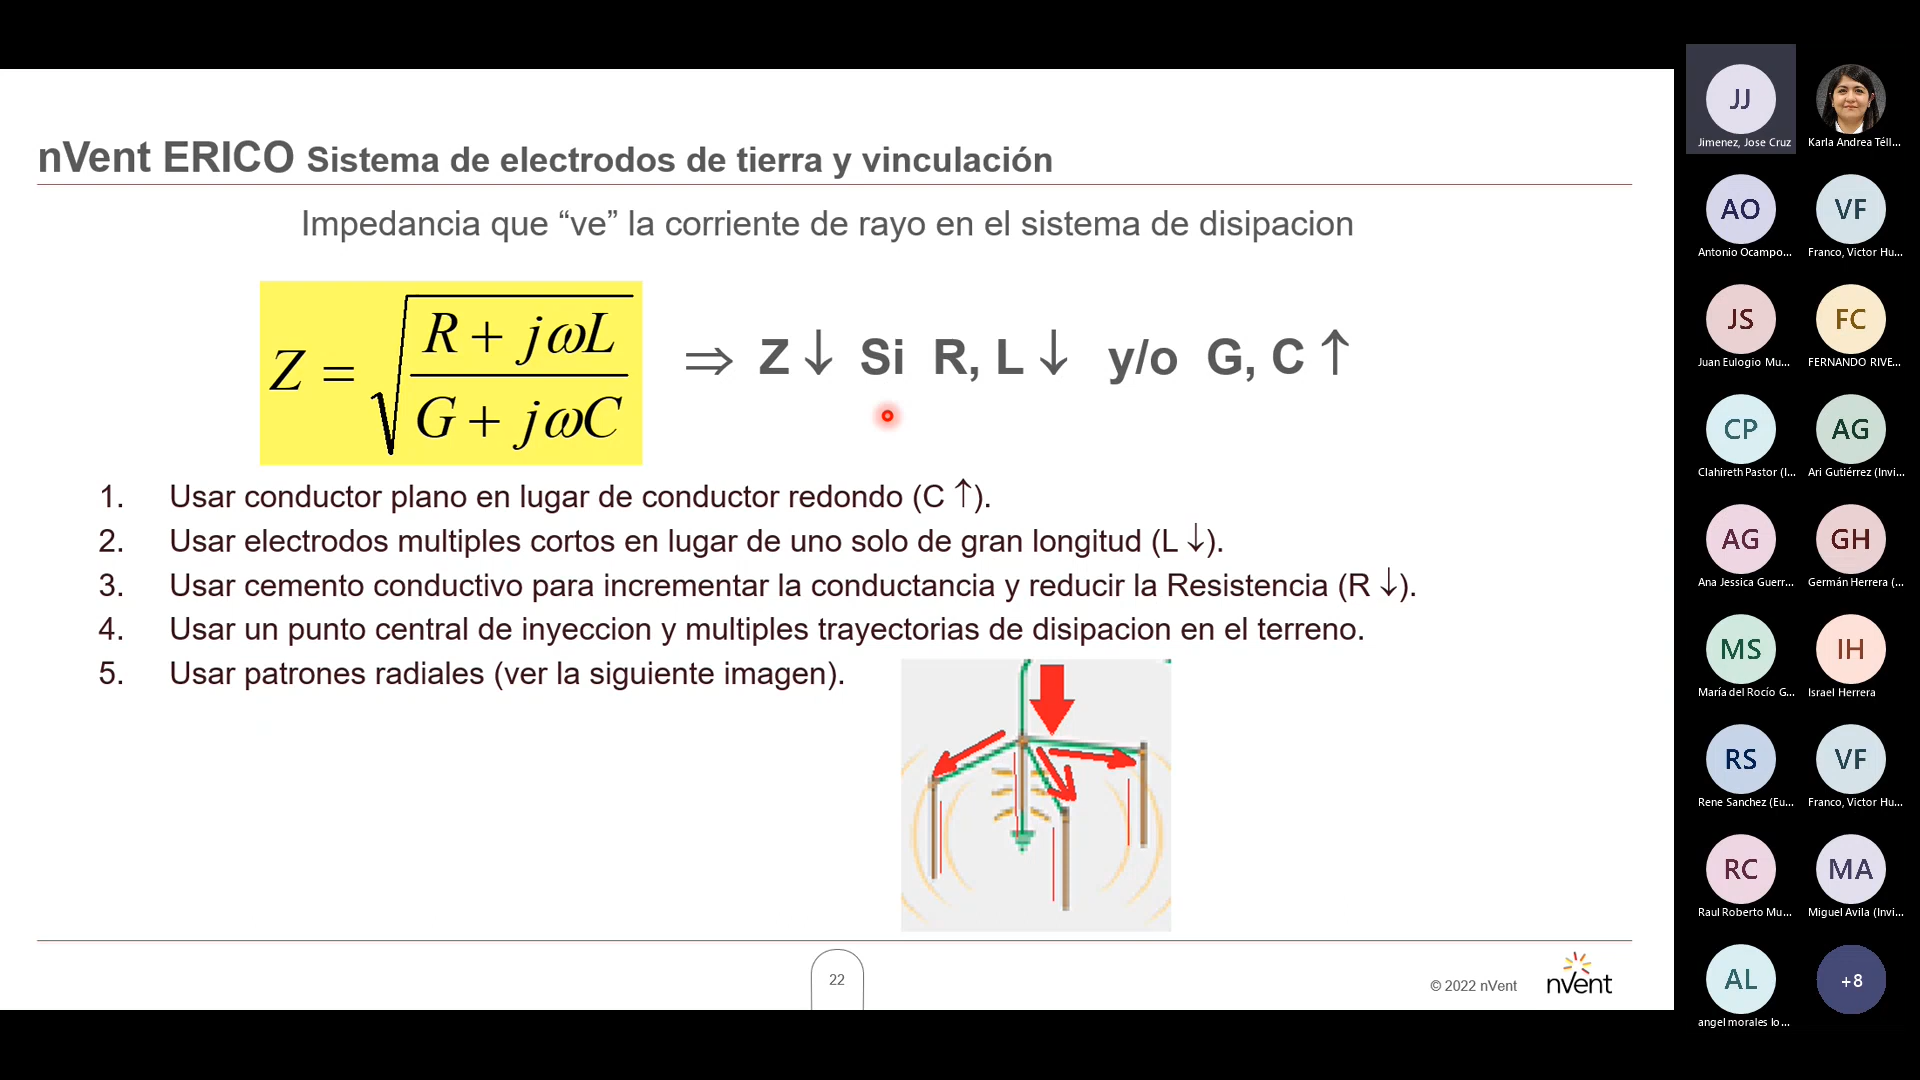 nVent ERICO Sistema de electrodos de tierra y vinculación
Impedancia que “ve” la corriente de rayo en el sistema de disipacion
Z = √((R + jωL)/(G + jωC))
⇒ Z ↓ Si R, L ↓ y/o G, C ↑
1. Usar conductor plano en lugar de conductor redondo (C ↑).
2. Usar electrodos multiples cortos en lugar de uno solo de gran longitud (L ↓).
3. Usar cemento conductivo para incrementar la conductancia y reducir la Resistencia (R ↓).
4. Usar un punto central de inyeccion y multiples trayectorias de disipacion en el terreno.
5. Usar patrones radiales (ver la siguiente imagen).
22
© 2022 nVent
nVent
JJ
Jimenez, Jose Cruz
Karla Andrea Téll...
AO
Antonio Ocampo...
VF
Franco, Victor Hu...
JS
Juan Eulogio Mu...
FC
FERNANDO RIVE...
CP
Clahireth Pastor (I...
AG
Ari Gutiérrez (Invi...
AG
Ana Jessica Guerr...
GH
Germán Herrera (...
MS
María del Rocío G...
IH
Israel Herrera
RS
Rene Sanchez (Eu...
VF
Franco, Victor Hu...
RC
Raul Roberto Mu...
MA
Miguel Avila (Invi...
AL
angel morales lo...
+8